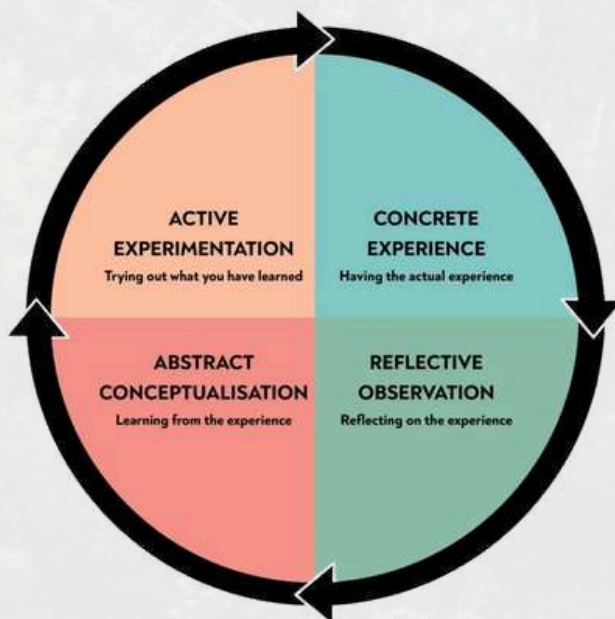 ACTIVE
EXPERIMENTATION
Trying out what you have learned
CONCRETE
EXPERIENCE
Having the actual experience
ABSTRACT
CONCEPTUALISATION
Learning from the experience
REFLECTIVE
OBSERVATION
Reflecting on the experience